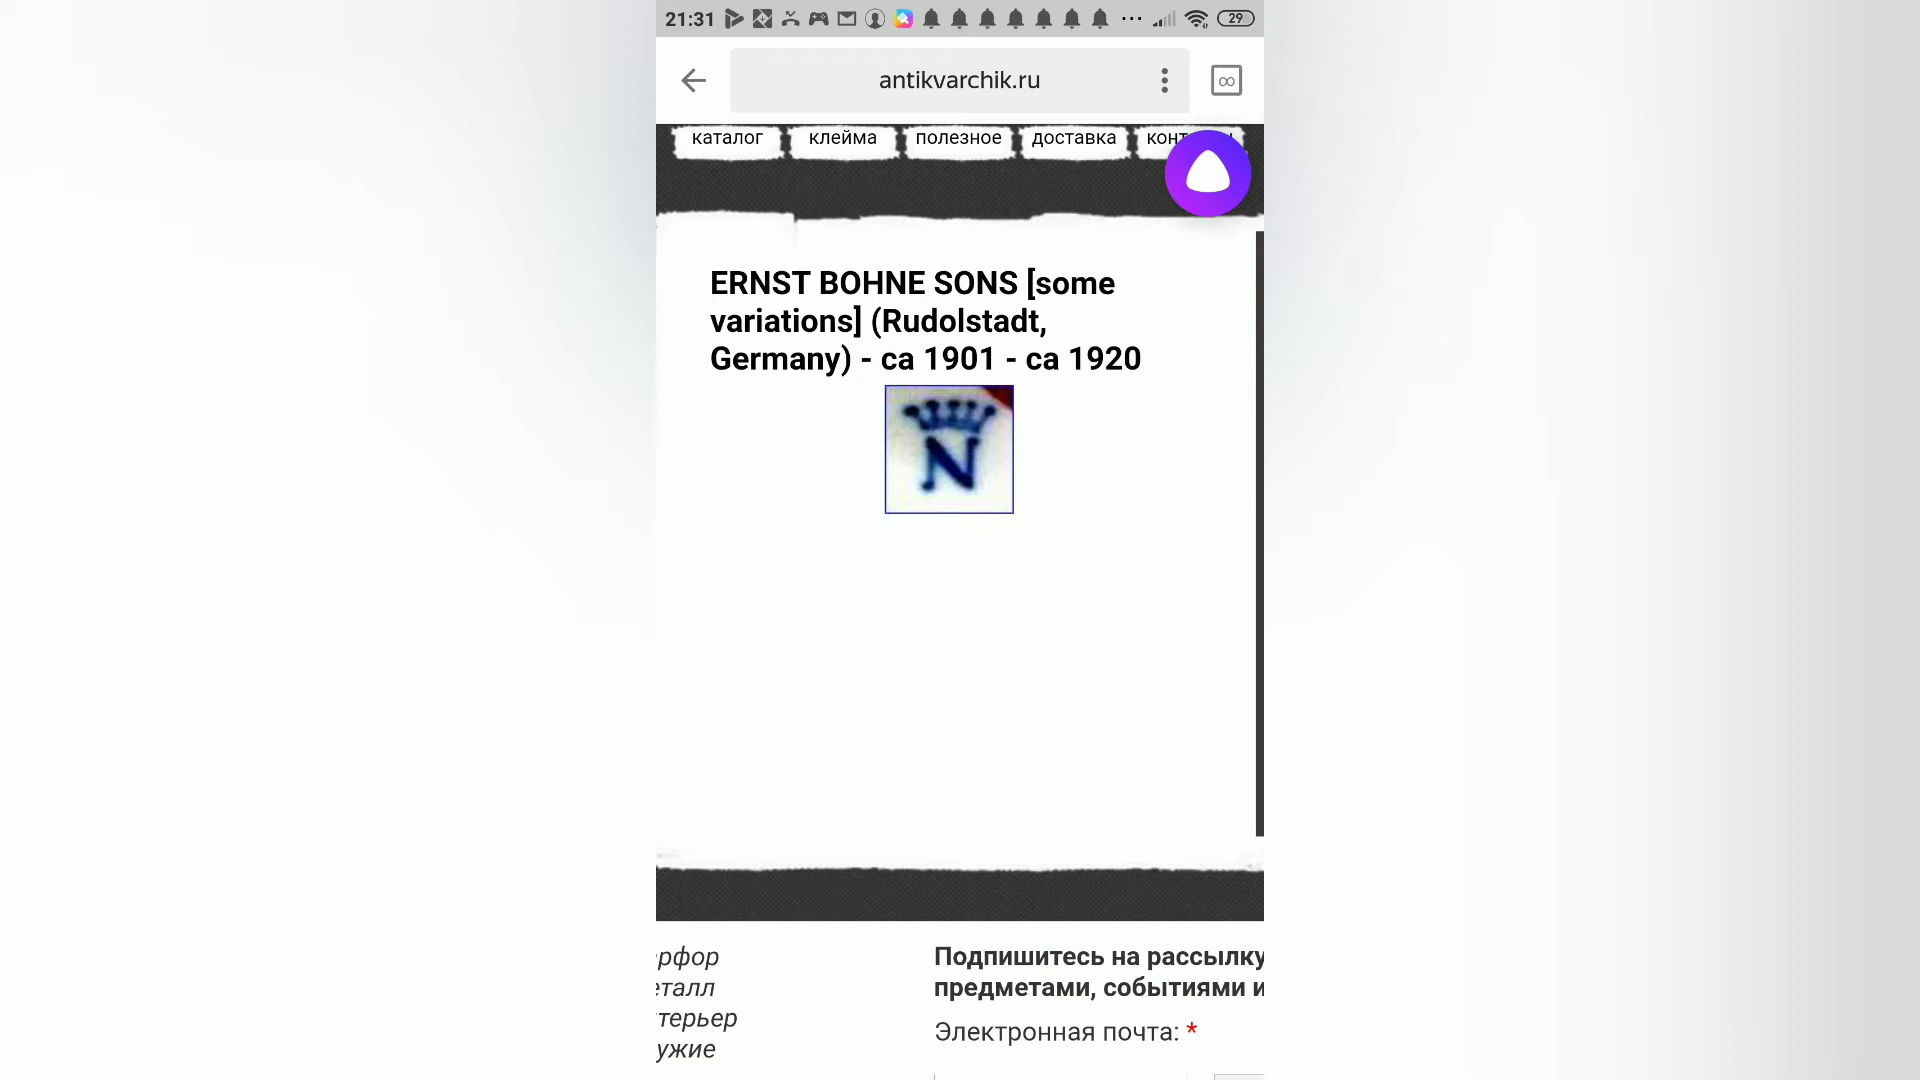 21:31
29
antikvarchik.ru
каталог клейма полезное доставка
ERNST BOHNE SONS [some
variations] (Rudolstadt,
Germany) - ca 1901 - ca 1920
N
Подпишитесь на рассылку
предметами, событиями и
Электронная почта: *